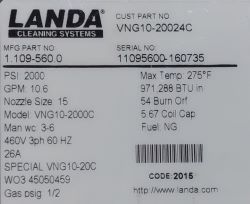 LANDA
CLEANING SYSTEMS
CUST PART NO.
VNG10-20024C
MFG PART NO
1.109-560.0
SERIAL NO:
11095600-160735
PSI: 2000
Max Temp: 275°F
GPM: 10.6
971,288 BTU in
Nozzle Size: 15
54 Burn Off
Model: VNG10-2000C
5.67 Coil Cap
Man wc: 3-6
Fuel: NG
460V 3ph 60 HZ
26A
SPECIAL VNG10-20C
WO3 45050459
CODE: 2015
Gas psig: 1/2
http://www.landa.com